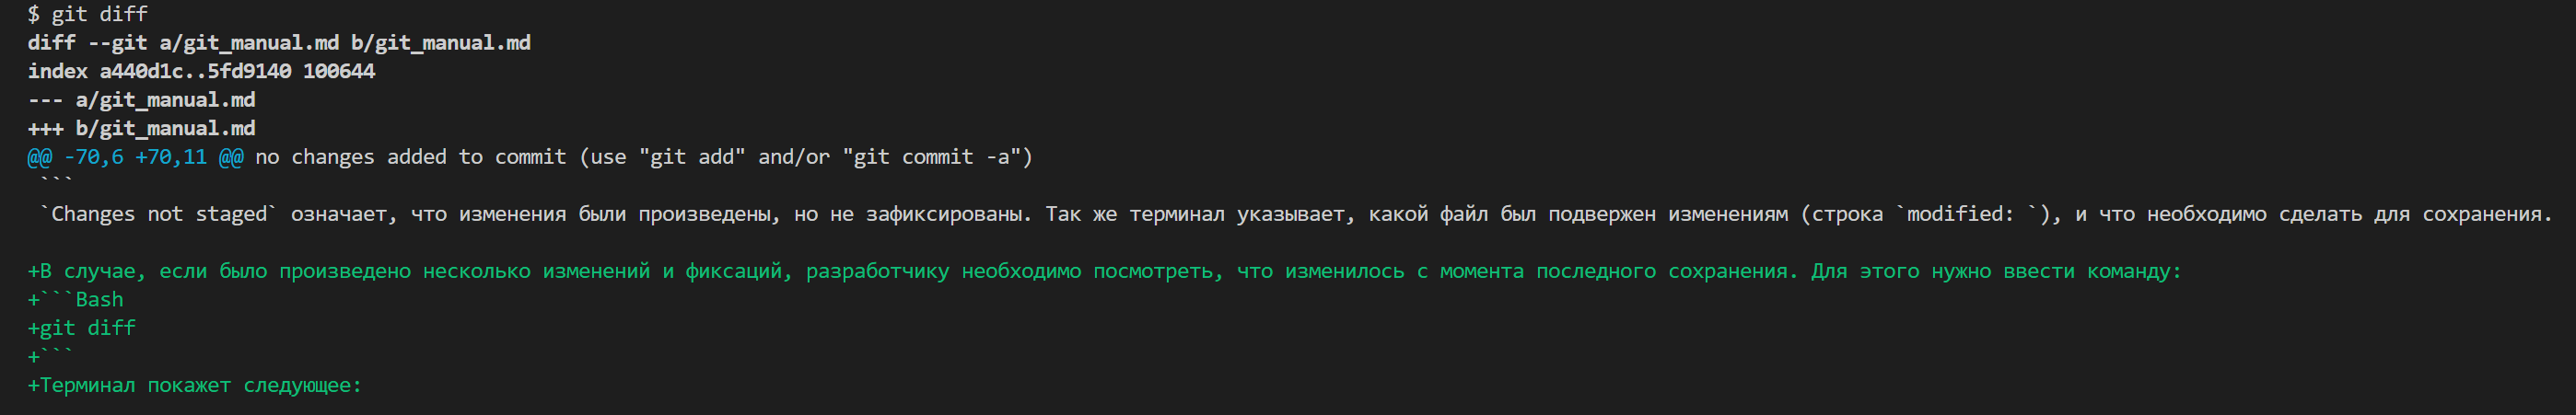 $ git diff
diff --git a/git_manual.md b/git_manual.md
index a440d1c..5fd9140 100644
--- a/git_manual.md
+++ b/git_manual.md
@@ -70,6 +70,11 @@ no changes added to commit (use "git add" and/or "git commit -a")
 ```
 `Changes not staged` означает, что изменения были произведены, но не зафиксированы. Так же терминал указывает, какой файл был подвержен изменениям (строка `modified: `), и что необходимо сделать для сохранения.
+В случае, если было произведено несколько изменений и фиксаций, разработчику необходимо посмотреть, что изменилось с момента последного сохранения. Для этого нужно ввести команду:
+```Bash
+git diff
+```
+Терминал покажет следующее: